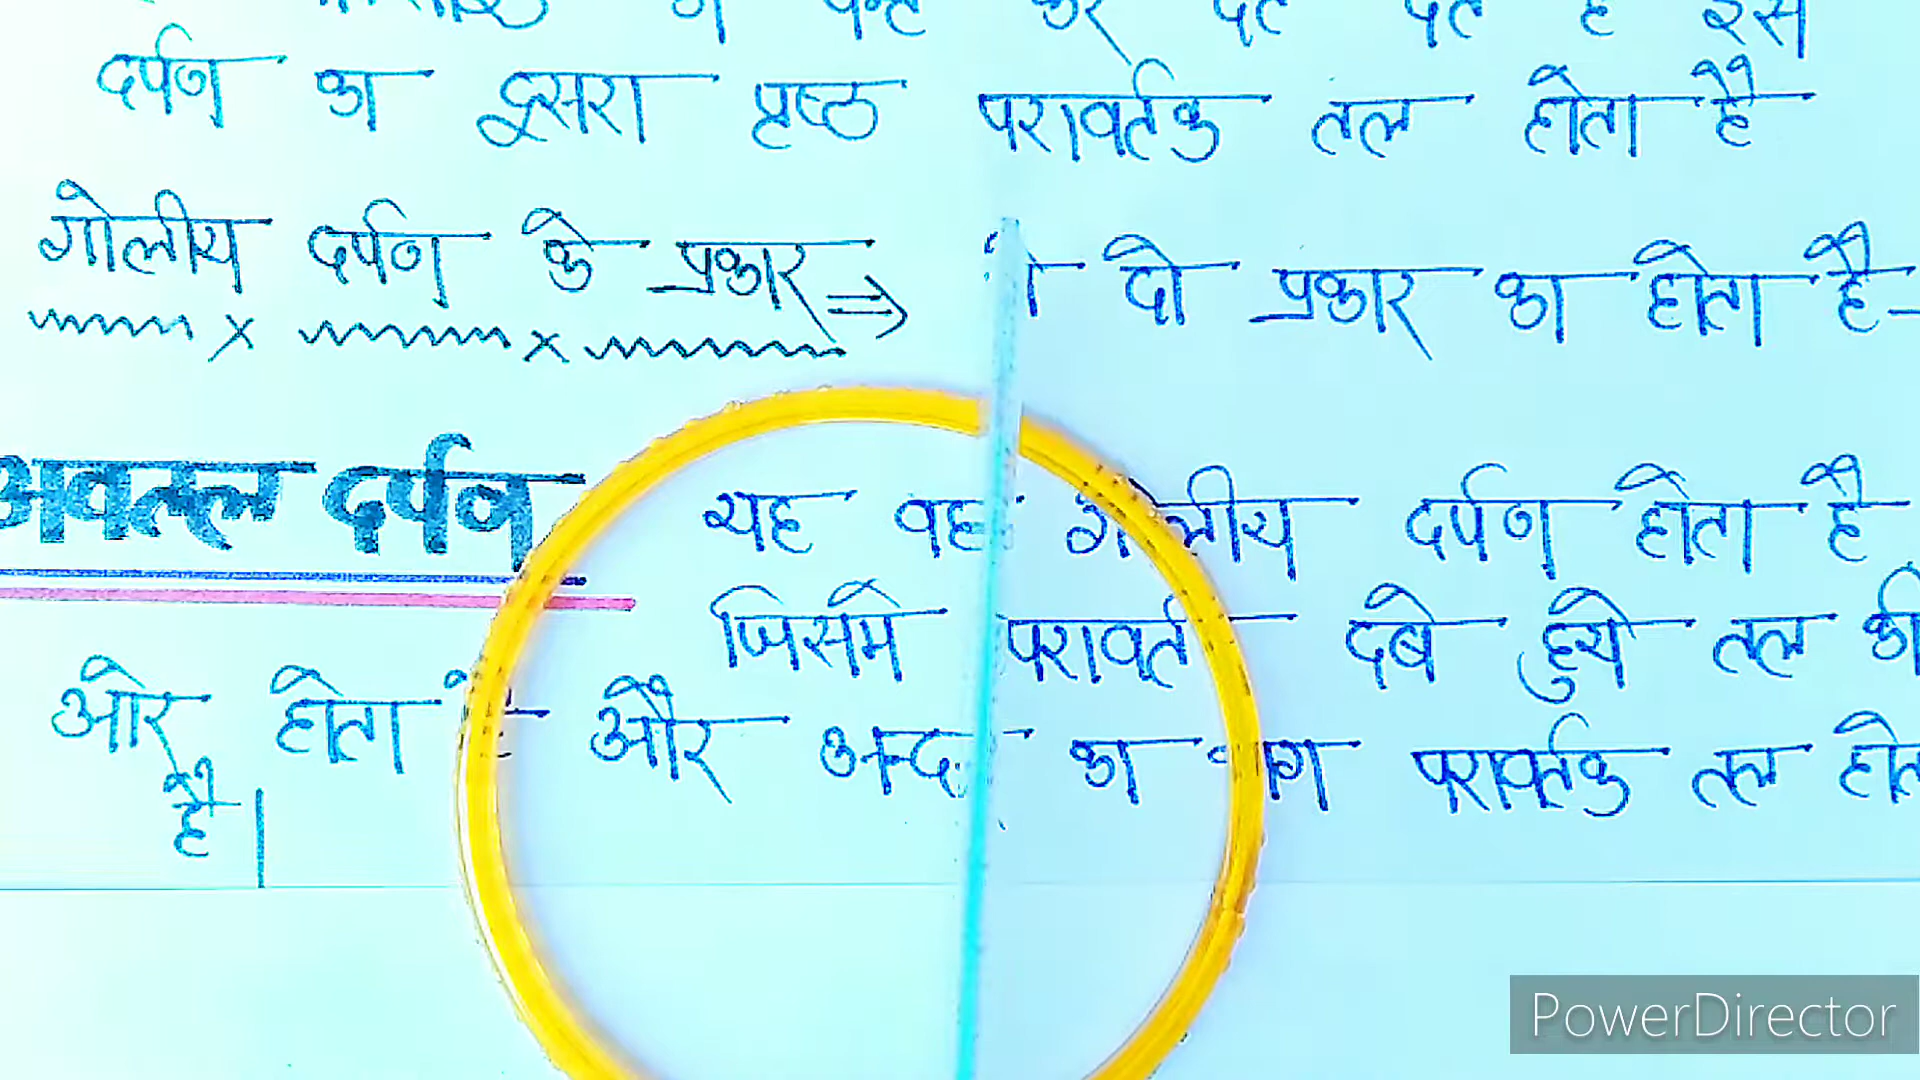 दर्पण का दूसरा पृष्ठ परावर्तक तल होता है
गोलीय दर्पण के प्रकार ⇒ दो प्रकार का होता है-
अवतल दर्पण यह वह गोलीय दर्पण होता है
जिसमे परावर्त दबे हुये तल की
ओर होता है और अन्दर का भाग परावर्तक तल होता
है।
PowerDirector